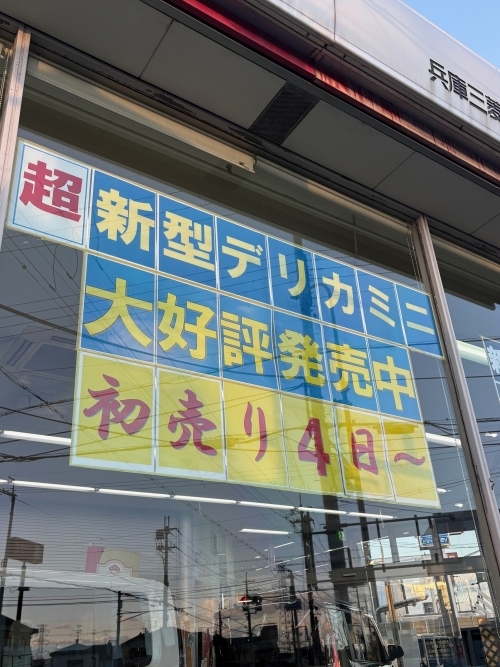 兵庫三菱
超新型デリカミニ
大好評発売中
初売り4日～